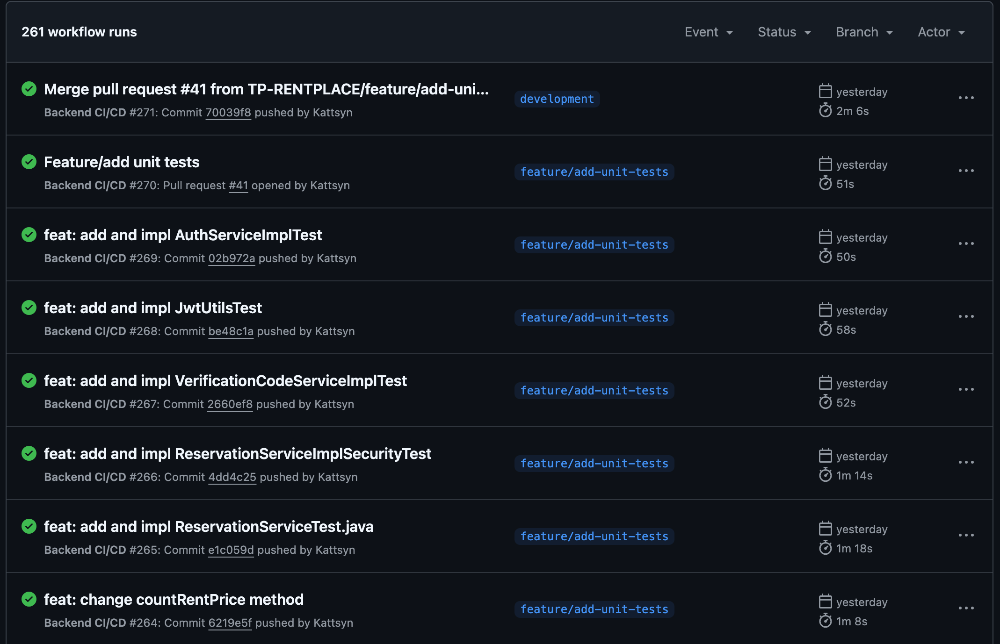 261 workflow runs
Event Status Branch Actor
Merge pull request #41 from TP-RENTPLACE/feature/add-uni...
Backend CI/CD #271: Commit 70039f8 pushed by Kattsyn
development
yesterday
2m 6s
Feature/add unit tests
Backend CI/CD #270: Pull request #41 opened by Kattsyn
feature/add-unit-tests
yesterday
51s
feat: add and impl AuthServiceImplTest
Backend CI/CD #269: Commit 02b972a pushed by Kattsyn
feature/add-unit-tests
yesterday
50s
feat: add and impl JwtUtilsTest
Backend CI/CD #268: Commit be48c1a pushed by Kattsyn
feature/add-unit-tests
yesterday
58s
feat: add and impl VerificationCodeServiceImplTest
Backend CI/CD #267: Commit 2660ef8 pushed by Kattsyn
feature/add-unit-tests
yesterday
52s
feat: add and impl ReservationServiceImplSecurityTest
Backend CI/CD #266: Commit 4dd4c25 pushed by Kattsyn
feature/add-unit-tests
yesterday
1m 14s
feat: add and impl ReservationServiceTest.java
Backend CI/CD #265: Commit e1c059d pushed by Kattsyn
feature/add-unit-tests
yesterday
1m 18s
feat: change countRentPrice method
Backend CI/CD #264: Commit 6219e5f pushed by Kattsyn
feature/add-unit-tests
yesterday
1m 8s